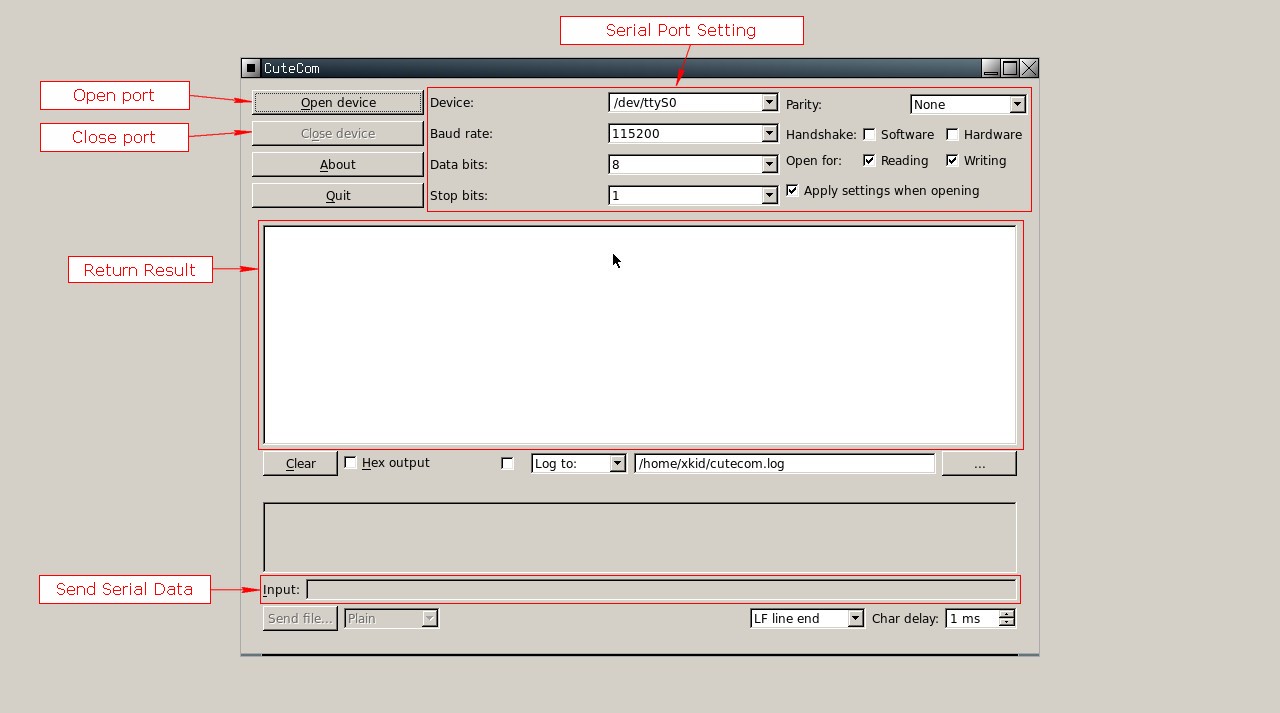 Serial Port Setting
CuteCom
Open port
Open device
Device:
/dev/ttyS0
Parity:
None
Close port
Close device
Baud rate:
115200
Handshake:
Software
Hardware
About
Data bits:
8
Open for:
Reading
Writing
Quit
Stop bits:
1
Apply settings when opening
Return Result
Clear
Hex output
Log to:
/home/xkid/cutecom.log
...
Send Serial Data
Input:
Send file...
Plain
LF line end
Char delay:
1 ms